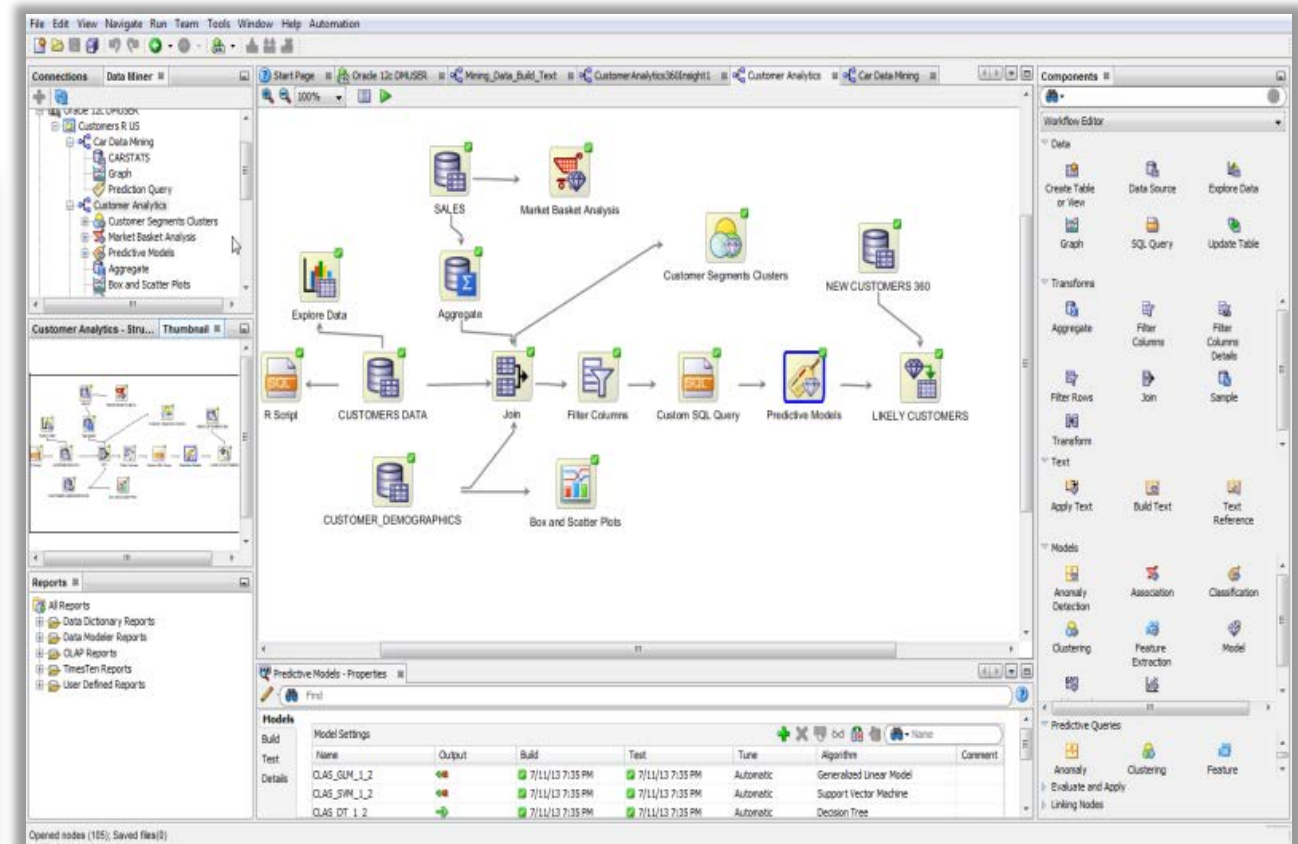 File Edit View Navigate Run Team Tools Window Help Automation
Connections Data Miner
Oracle 12c DMUSER
Customers R US
Car Data Mining
CARSTATS
Graph
Prediction Query
Customer Analytics
Customer Segments Clusters
Market Basket Analysis
Predictive Models
Aggregate
Box and Scatter Plots
Customer Analytics - Stru... Thumbnail
Reports
All Reports
Data Dictionary Reports
Data Modeler Reports
OLAP Reports
TimesTen Reports
User Defined Reports
Start Page Oracle 12c DMUSER Mining_Data_Build_Text CustomerAnalytics360Insight1 Customer Analytics Car Data Mining
100%
SALES
Market Basket Analysis
Customer Segments Clusters
NEW CUSTOMERS 360
Explore Data
Aggregate
SQL
R Script
CUSTOMERS DATA
Join
Filter Columns
SQL
Custom SQL Query
Predictive Models
LIKELY CUSTOMERS
CUSTOMER_DEMOGRAPHICS
Box and Scatter Plots
Predictive Models - Properties
Find
Models
Build
Test
Details
Model Settings
Name
Name Output Build Test Tune Algorithm Comment
CLAS_GLM_1_2 7/11/13 7:35 PM 7/11/13 7:35 PM Automatic Generalized Linear Model
CLAS_SVM_1_2 7/11/13 7:35 PM 7/11/13 7:35 PM Automatic Support Vector Machine
CLAS_DT_1_2 7/11/13 7:35 PM 7/11/13 7:35 PM Automatic Decision Tree
Components
Workflow Editor
Data
Create Table or View
Data Source
Explore Data
Graph
SQL Query
Update Table
Transforms
Aggregate
Filter Columns
Filter Columns Details
Filter Rows
Join
Sample
Transform
Text
Apply Text
Build Text
Text Reference
Models
Anomaly Detection
Association
Classification
Clustering
Feature Extraction
Model
Predictive Queries
Anomaly
Clustering
Feature
Evaluate and Apply
Linking Nodes
Opened nodes (105); Saved files(0)